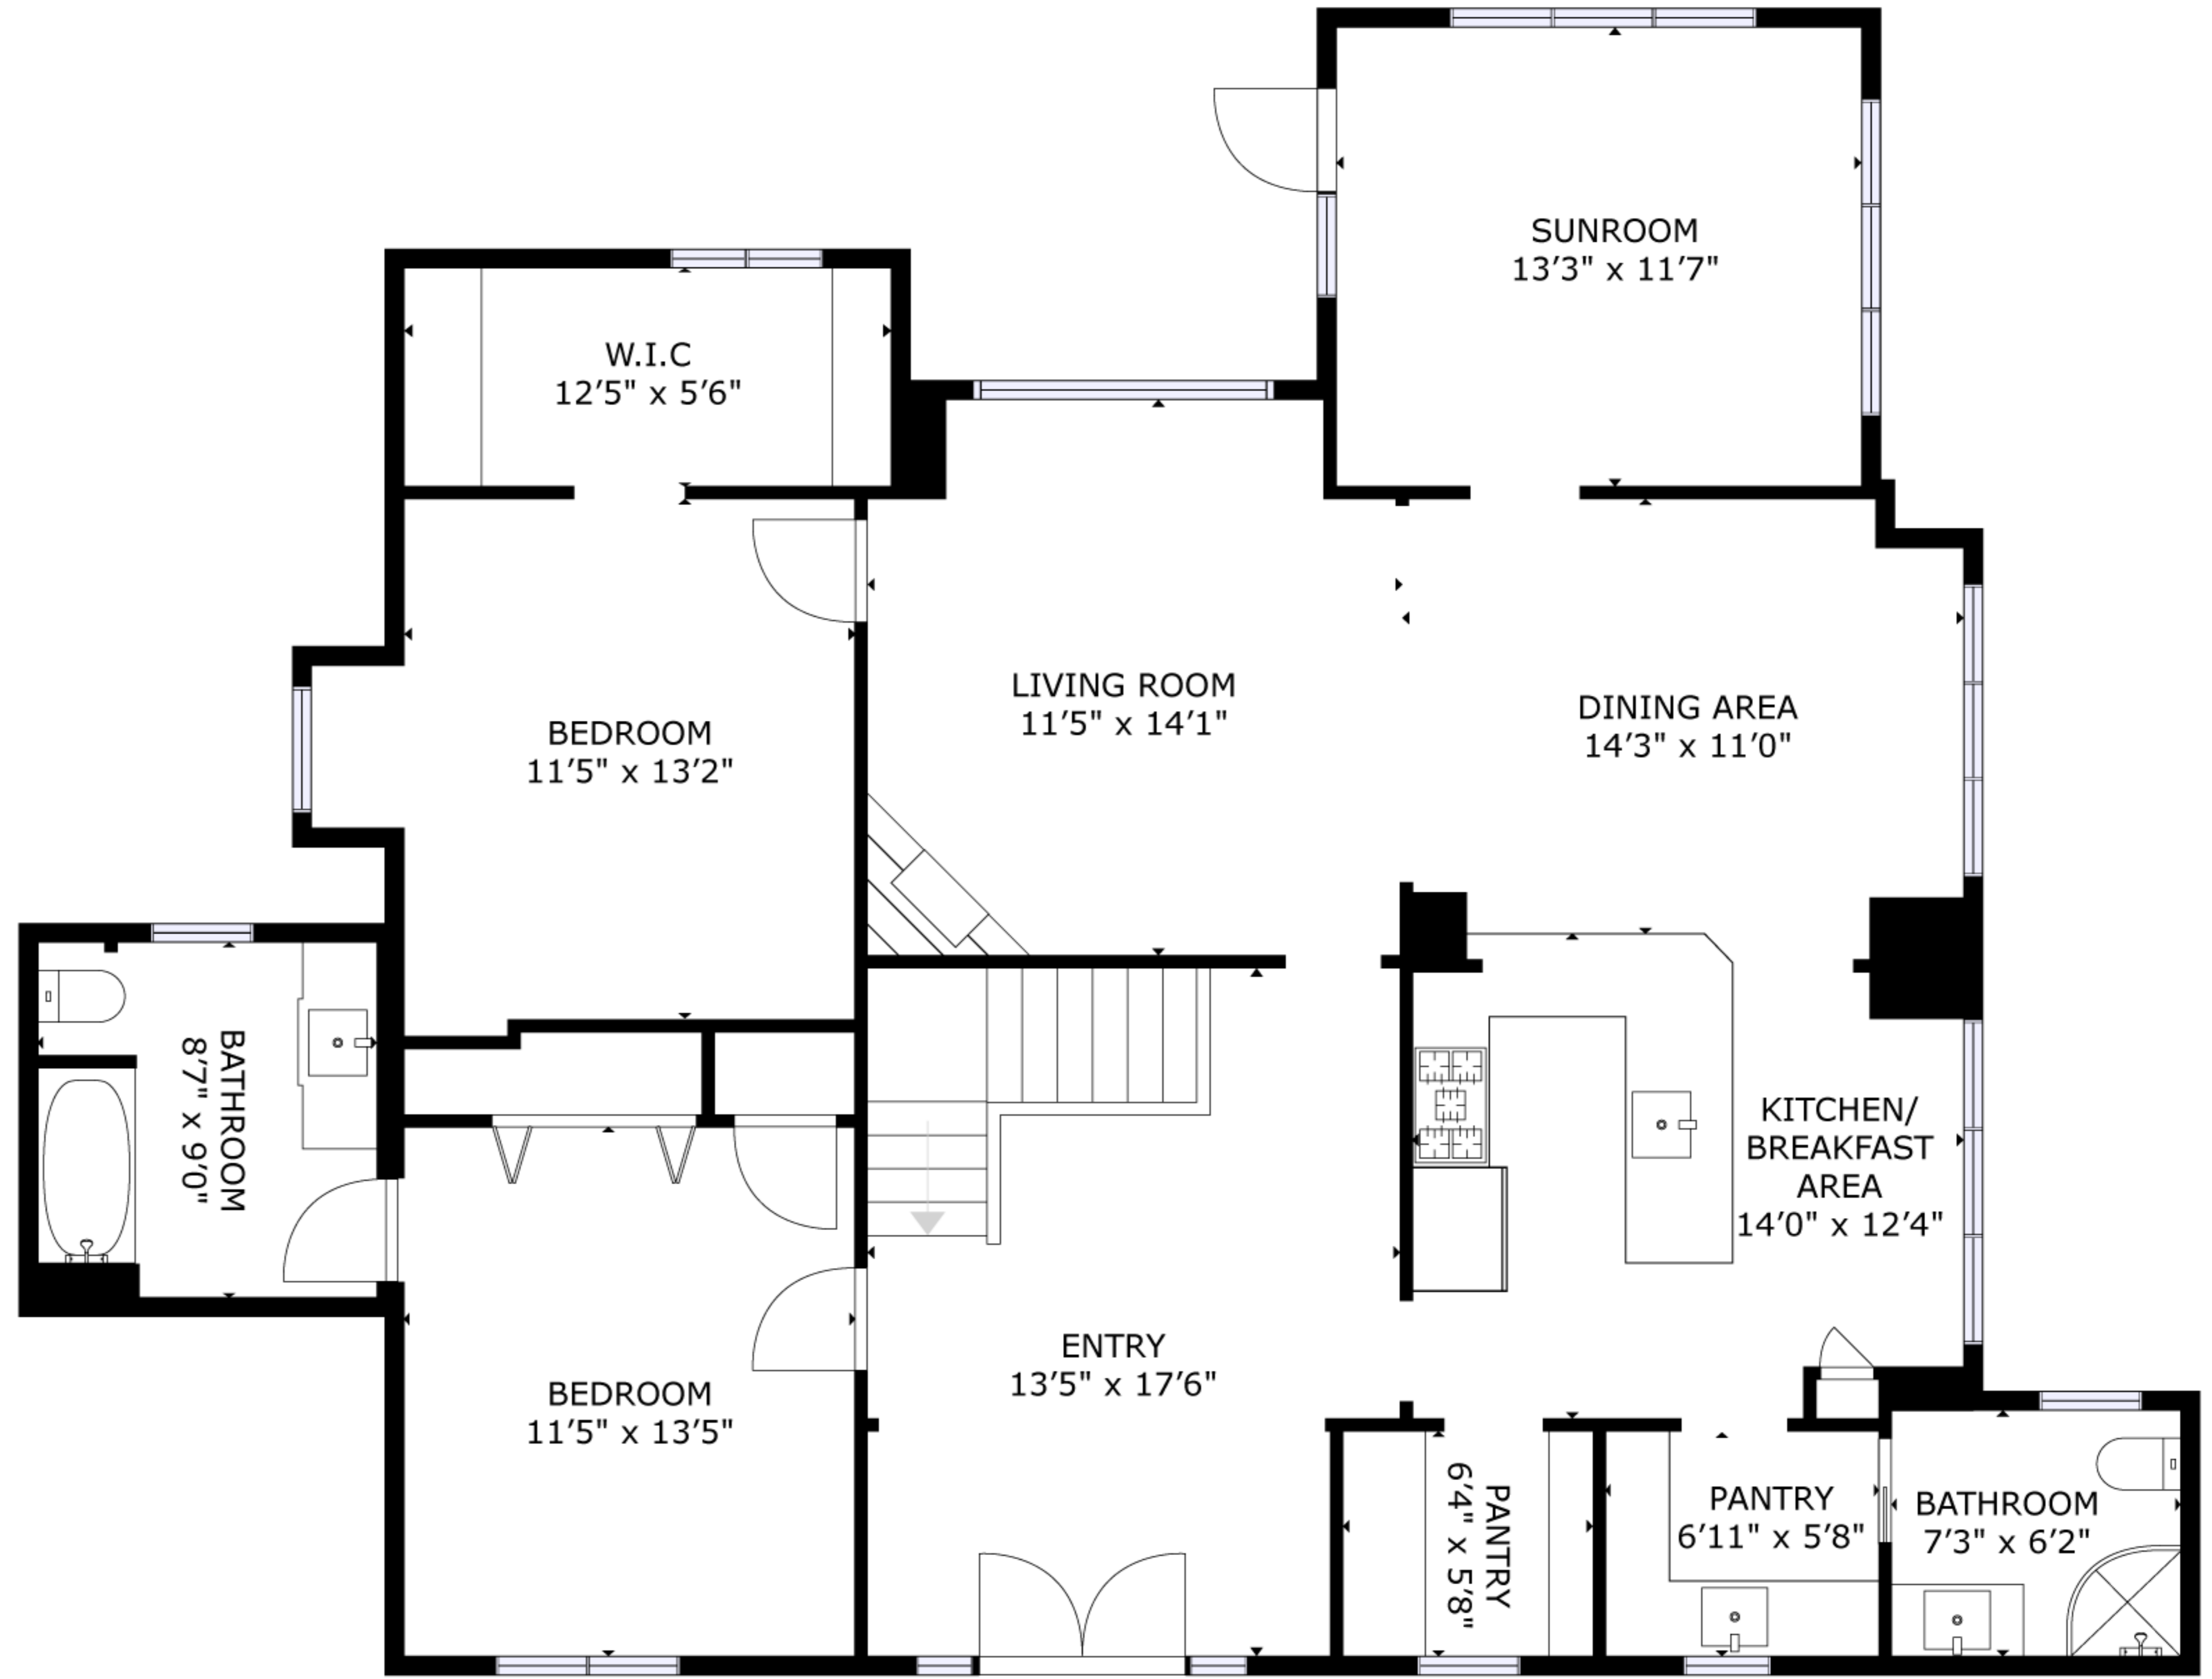 SUNROOM
13'3" x 11'7"
W.I.C
12'5" x 5'6"
LIVING ROOM
11'5" x 14'1"
DINING AREA
14'3" x 11'0"
BEDROOM
11'5" x 13'2"
BATHROOM
8'7" x 9'0"
KITCHEN/
BREAKFAST
AREA
14'0" x 12'4"
ENTRY
13'5" x 17'6"
BEDROOM
11'5" x 13'5"
PANTRY
6'4" x 5'8"
PANTRY
6'11" x 5'8"
BATHROOM
7'3" x 6'2"